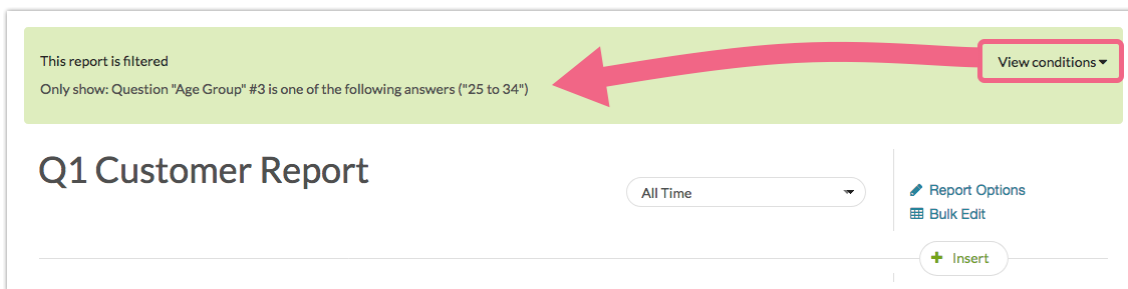 This report is filtered
View conditions
Only show: Question "Age Group" #3 is one of the following answers ("25 to 34")
Q1 Customer Report
All Time
Report Options
Bulk Edit
Insert